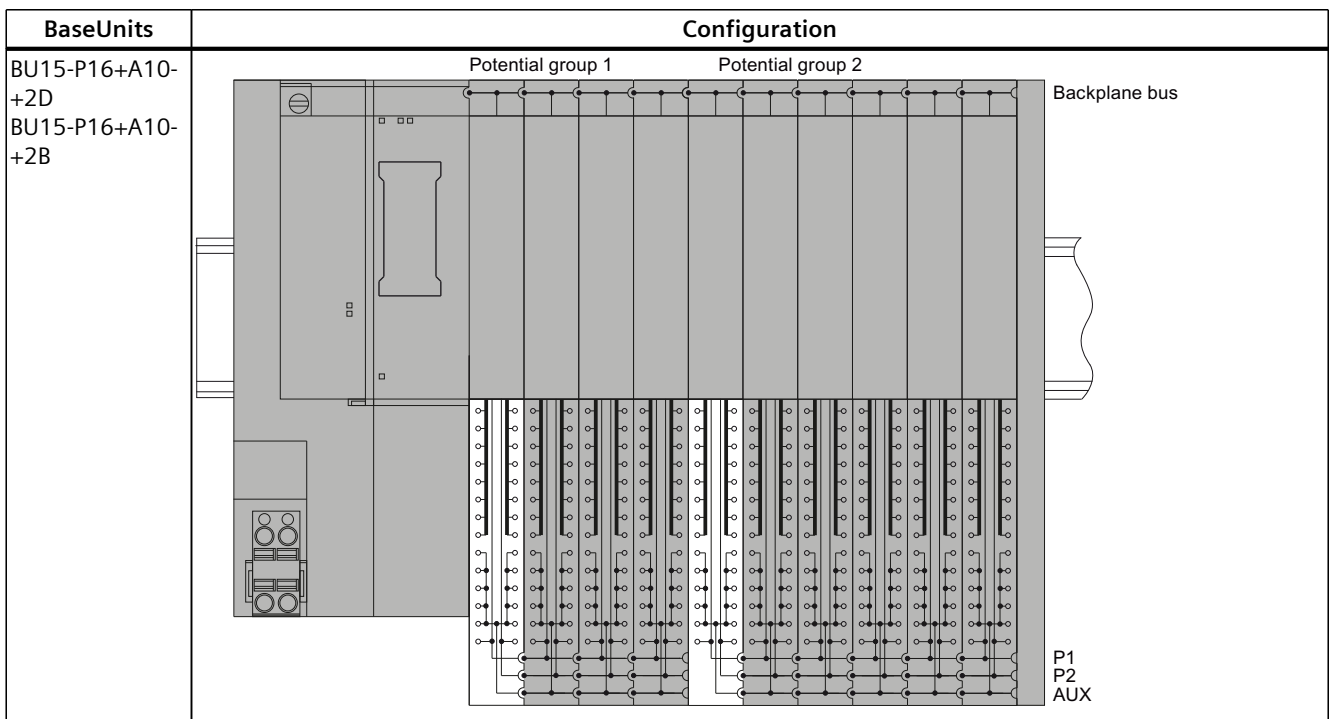 BaseUnits
Configuration
BU15-P16+A10-
+2D
BU15-P16+A10-
+2B
Potential group 1
Potential group 2
Backplane bus
P1
P2
AUX